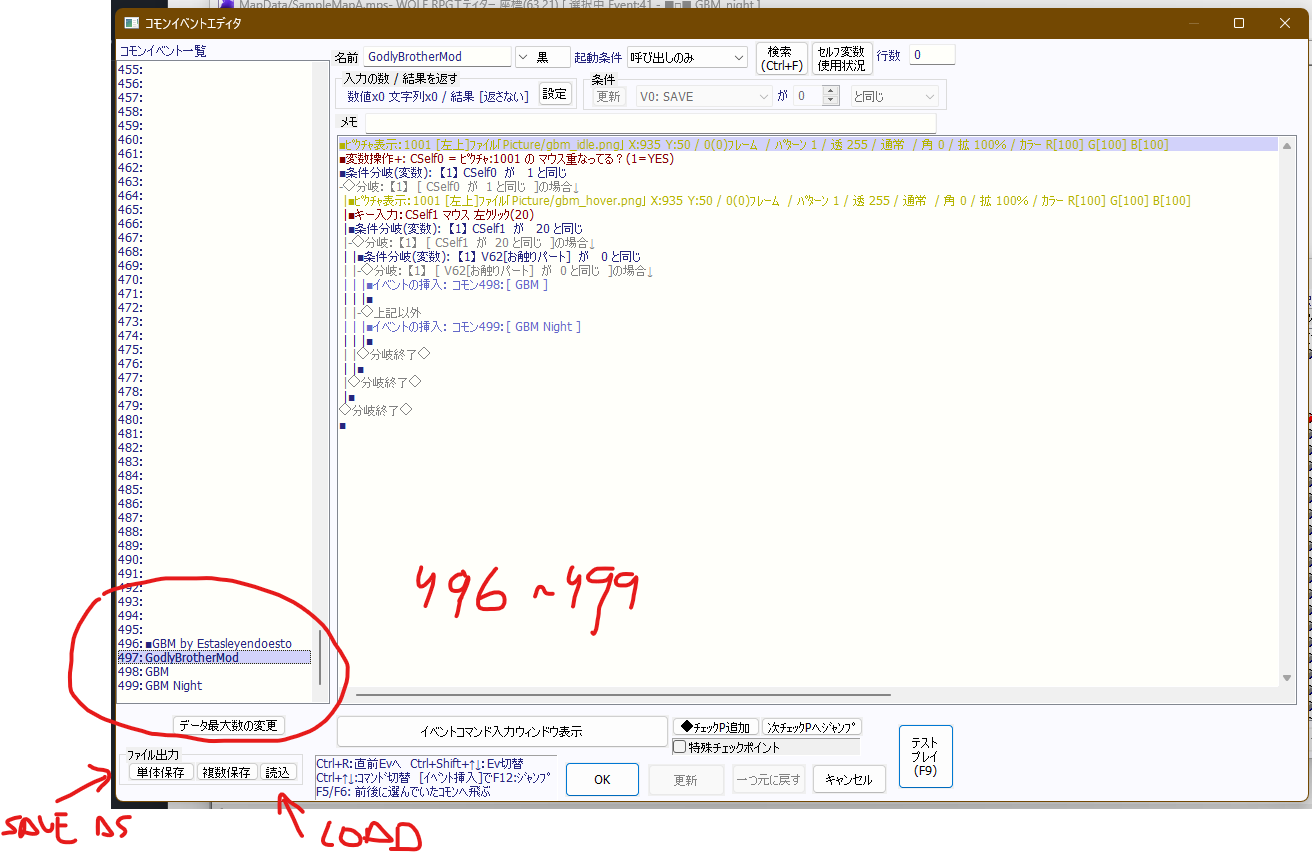 MapData/SampleMapA.mps- WOLF RPGエディター 座標(63,21) [ 選択中 Event:41 - ■□■ GBM night ]
コモンイベントエディタ
コモンイベント一覧
455:
456:
457:
458:
459:
460:
461:
462:
463:
464:
465:
466:
467:
468:
469:
470:
471:
472:
473:
474:
475:
476:
477:
478:
479:
480:
481:
482:
483:
484:
485:
486:
487:
488:
489:
490:
491:
492:
493:
494:
495:
496: ■GBM by Estasleyendoesto
497: GodlyBrotherMod
498: GBM
499: GBM Night
データ最大数の変更
ファイル出力
単体保存 複数保存 読込
名前 GodlyBrotherMod 黒 起動条件 呼び出しのみ 検索 (Ctrl+F) セルフ変数 使用状況 行数 0
入力の数 / 結果を返す
数値x0 文字列x0 / 結果 [返さない] 設定
条件
更新 V0: SAVE が 0 と同じ
メモ
■ピクチャ表示:1001 [左上]ファイル「Picture/gbm_idle.png」 X:935 Y:50 / 0(0)フレーム / パターン 1 / 透 255 / 通常 / 角 0 / 拡 100% / カラー R[100] G[100] B[100]
■変数操作+: CSelf0 = ピクチャ:1001 の マウス重なってる？(1=YES)
■条件分岐(変数): 【1】 CSelf0 が 1 と同じ
-◇分岐: 【1】 [ CSelf0 が 1 と同じ ]の場合↓
|■ピクチャ表示:1001 [左上]ファイル「Picture/gbm_hover.png」 X:935 Y:50 / 0(0)フレーム / パターン 1 / 透 255 / 通常 / 角 0 / 拡 100% / カラー R[100] G[100] B[100]
|■キー入力: CSelf1 マウス 左クリック(20)
|■条件分岐(変数): 【1】 CSelf1 が 20 と同じ
|-◇分岐: 【1】 [ CSelf1 が 20 と同じ ]の場合↓
| |■条件分岐(変数): 【1】 V62[お触りパート] が 0 と同じ
| |-◇分岐: 【1】 [ V62[お触りパート] が 0 と同じ ]の場合↓
| | |■イベントの挿入: コモン498: [ GBM ]
| | |■
| |-◇上記以外
| | |■イベントの挿入: コモン499: [ GBM Night ]
| | |■
| |◇分岐終了◇
| |■
|◇分岐終了◇
|■
◇分岐終了◇
■
496 ~ 499
イベントコマンド入力ウィンドウ表示
◆チェックP追加 次チェックPへジャンプ
特殊チェックポイント
Ctrl+R:直前Evへ Ctrl+Shift+↑↓:Ev切替
Ctrl+↑↓:コマンド切替 [イベント挿入]でF12:ジャンプ
F5/F6: 前後に選んでいたコモンへ飛ぶ
OK 更新 一つ元に戻す キャンセル
テスト
プレイ
(F9)
SAVE AS
LOAD